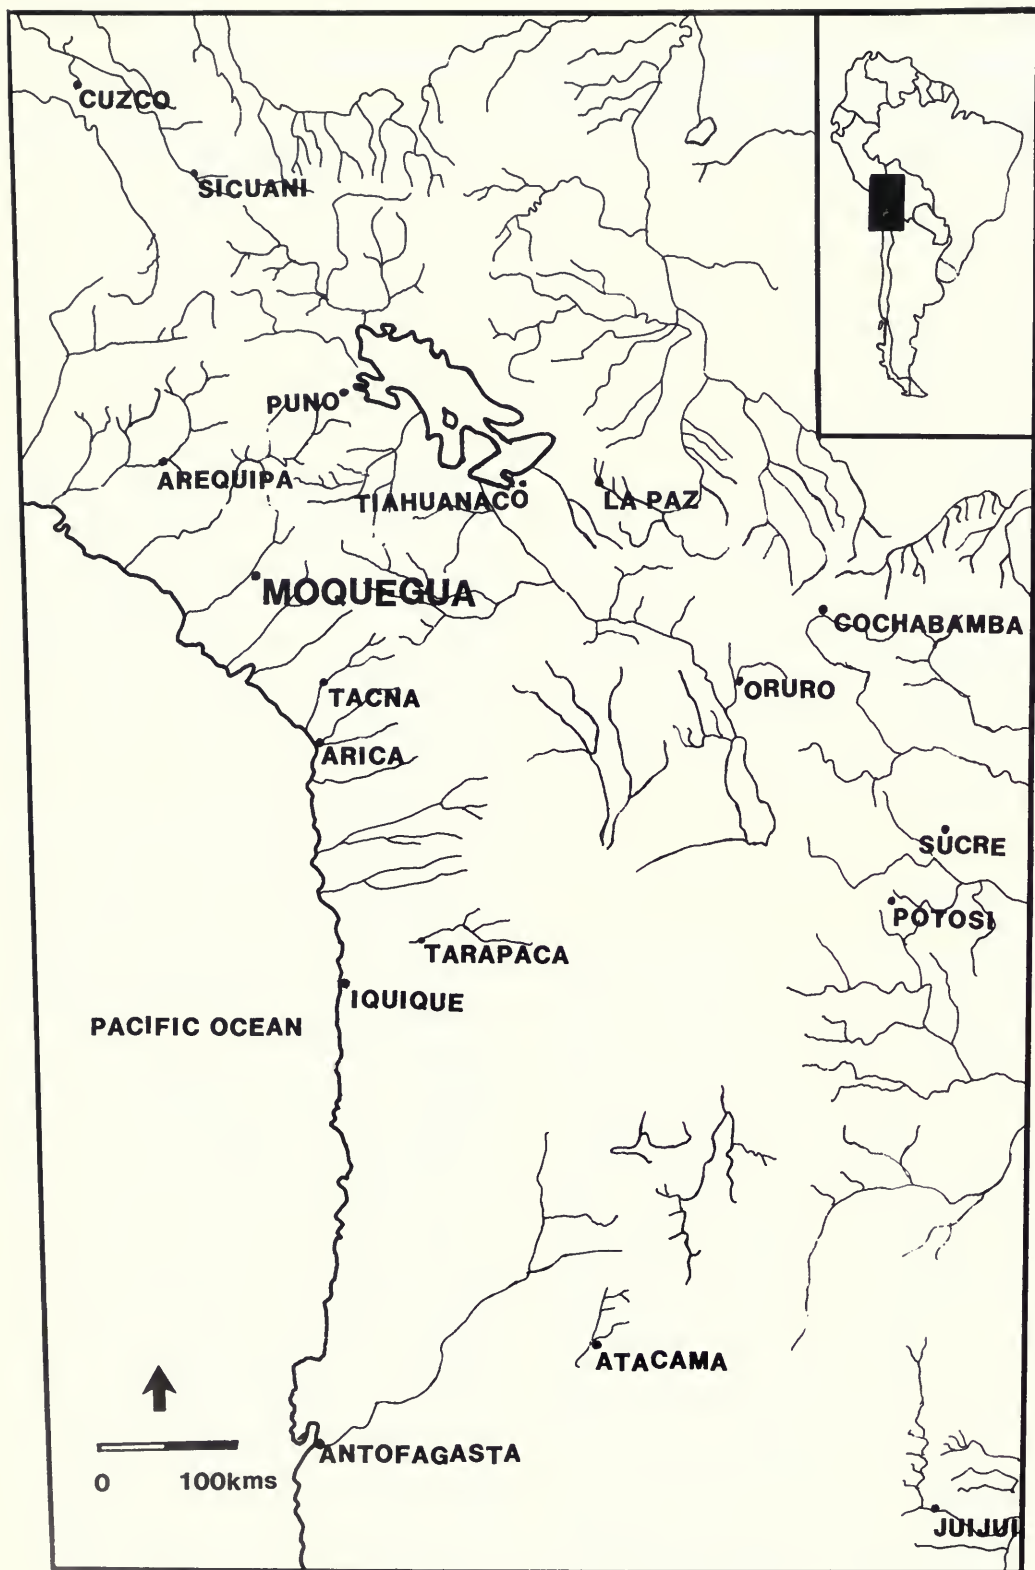 CUZCO
SICUANI
PUNO
AREQUIPA
TIAHUANACO
LA PAZ
MOQUEGUA
COCHABAMBA
TACNA
ORURO
ARICA
SUCRE
POTOSI
TARAPACA
IQUIQUE
PACIFIC OCEAN
ATACAMA
ANTOFAGASTA
0 100kms
JUIJUI